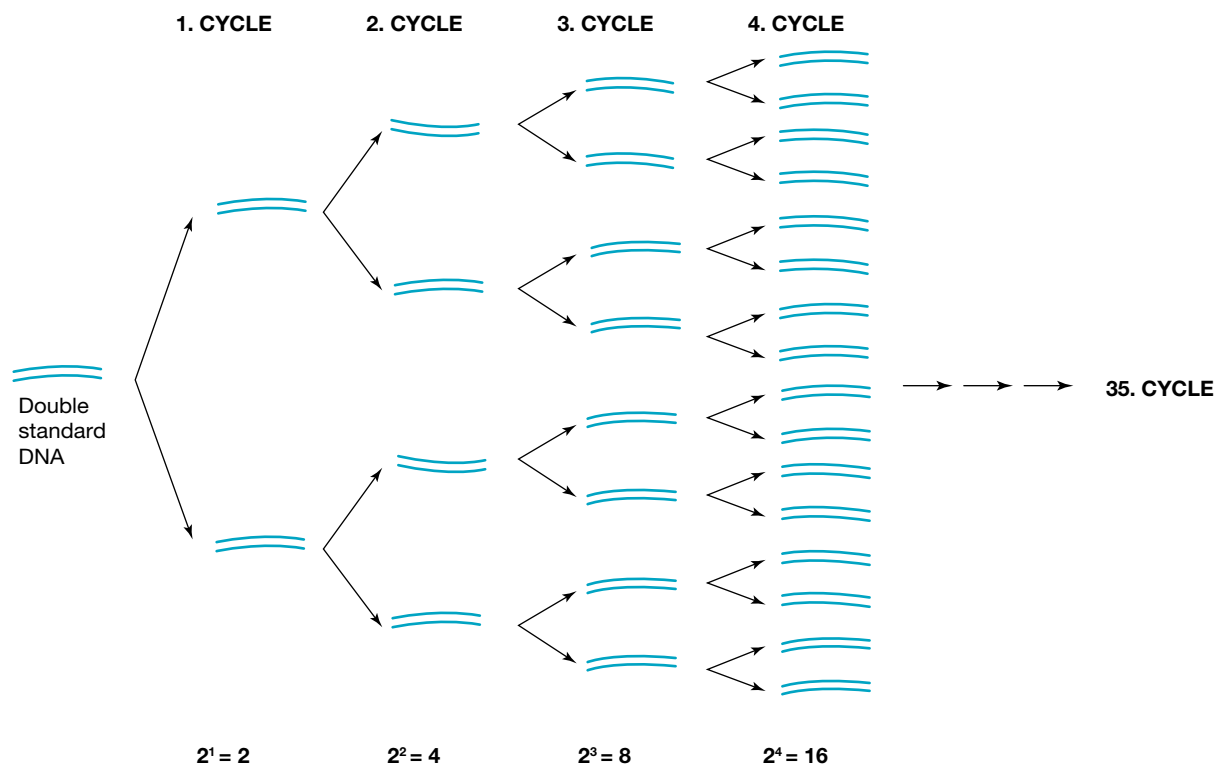 1. CYCLE
2. CYCLE
3. CYCLE
4. CYCLE
Double
standard
DNA
35. CYCLE
2¹ = 2
2² = 4
2³ = 8
2⁴ = 16